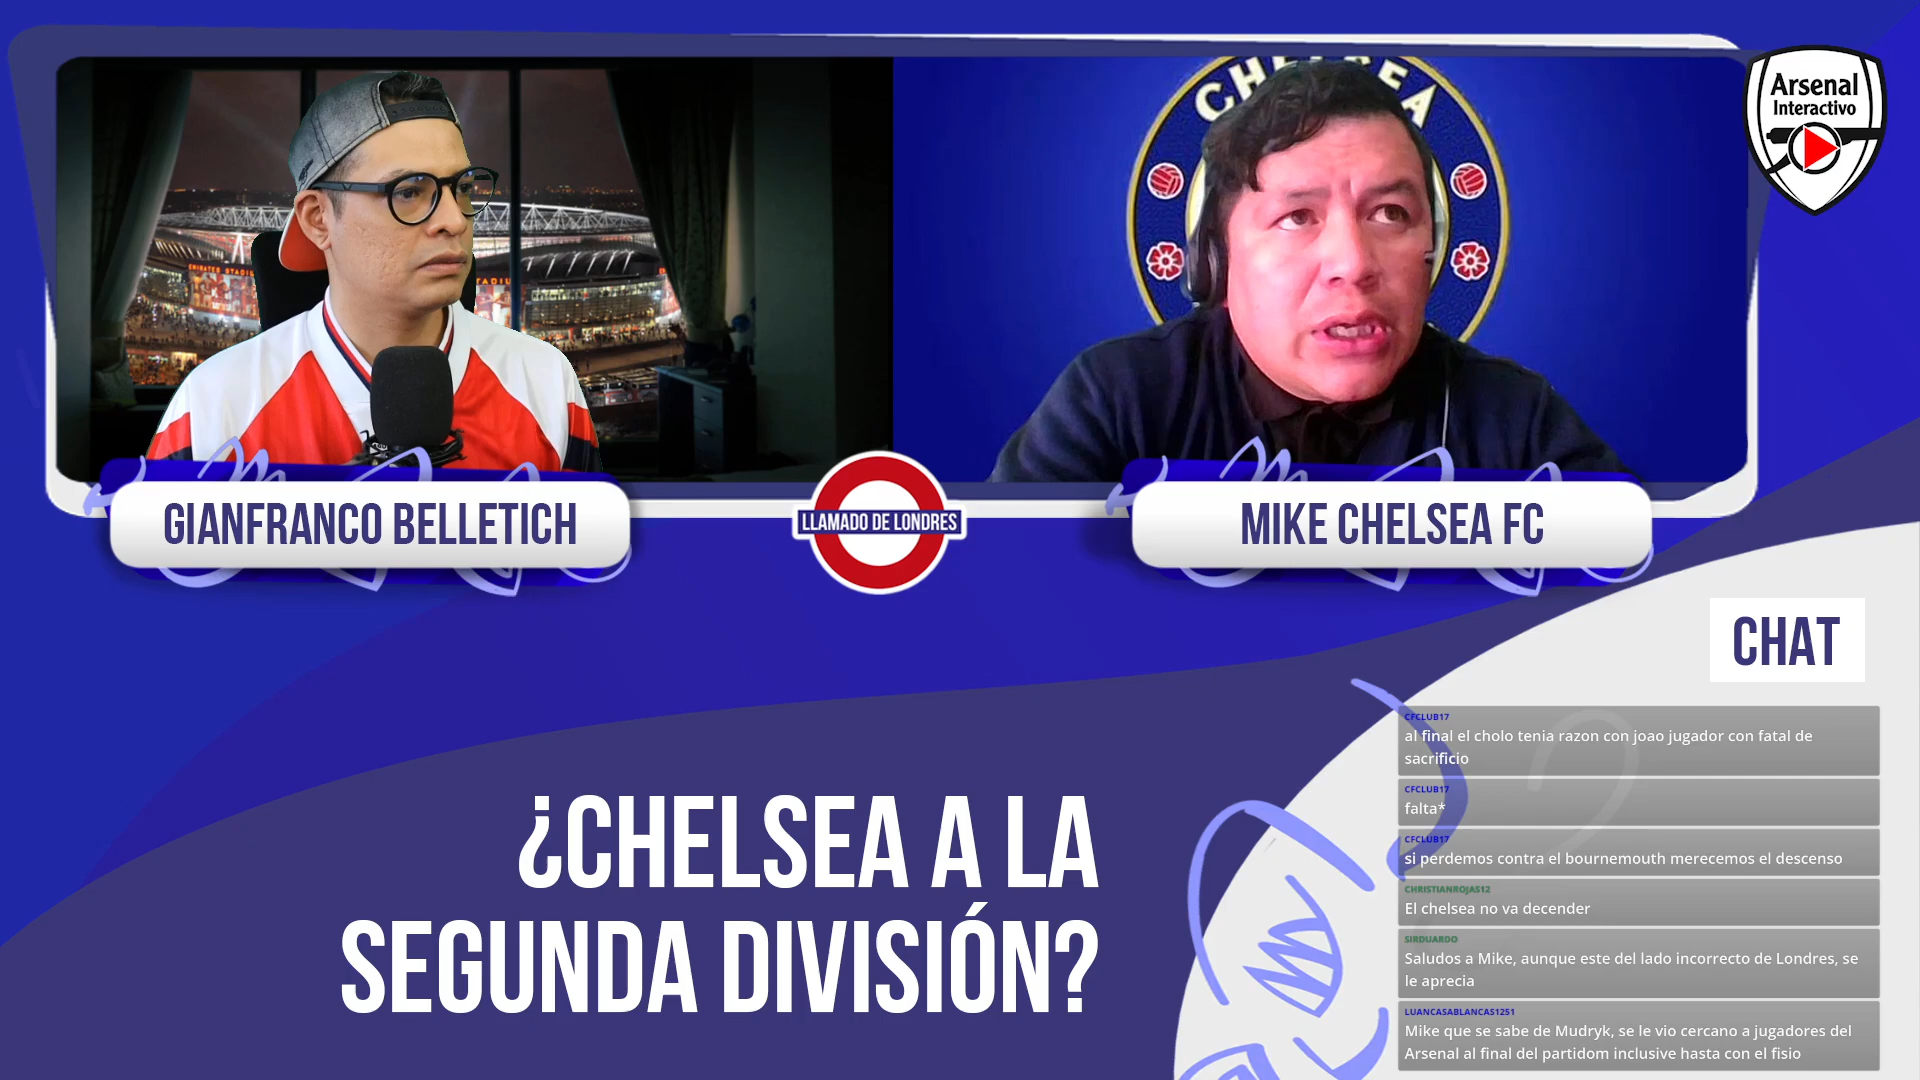 CHELSEA
Arsenal
Interactivo
EMIRATES STADIU
GIANFRANCO BELLETICH
LLAMADO DE LONDRES
MIKE CHELSEA FC
CHAT
¿CHELSEA A LA
SEGUNDA DIVISIÓN?
CFCLUB17
al final el cholo tenia razon con joao jugador con fatal de
sacrificio
CFCLUB17
falta*
CFCLUB17
si perdemos contra el bournemouth merecemos el descenso
CHRISTIANROJAS12
El chelsea no va decender
SIRDUARDO
Saludos a Mike, aunque este del lado incorrecto de Londres, se
le aprecia
LUANCASABLANCAS1251
Mike que se sabe de Mudryk, se le vio cercano a jugadores del
Arsenal al final del partidom inclusive hasta con el fisio